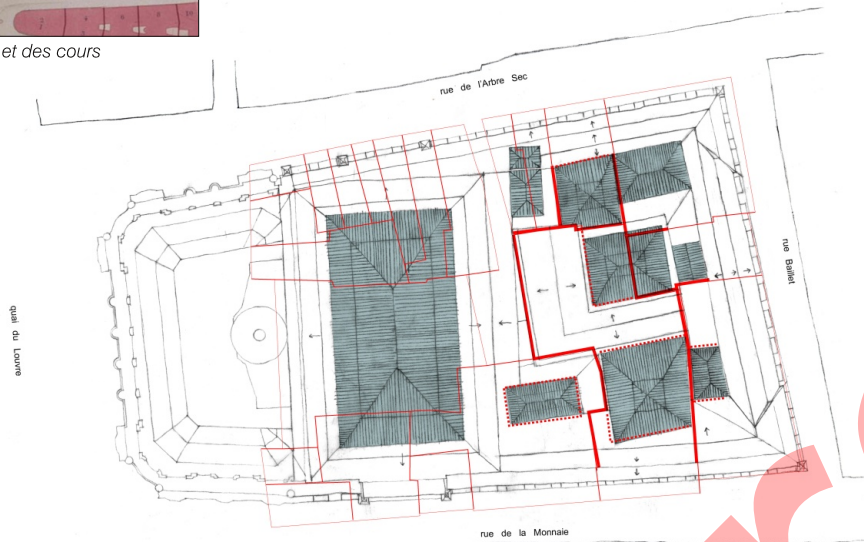 et des cours
rue de l'Arbre Sec
rue Baillet
quai du Louvre
rue de la Monnaie